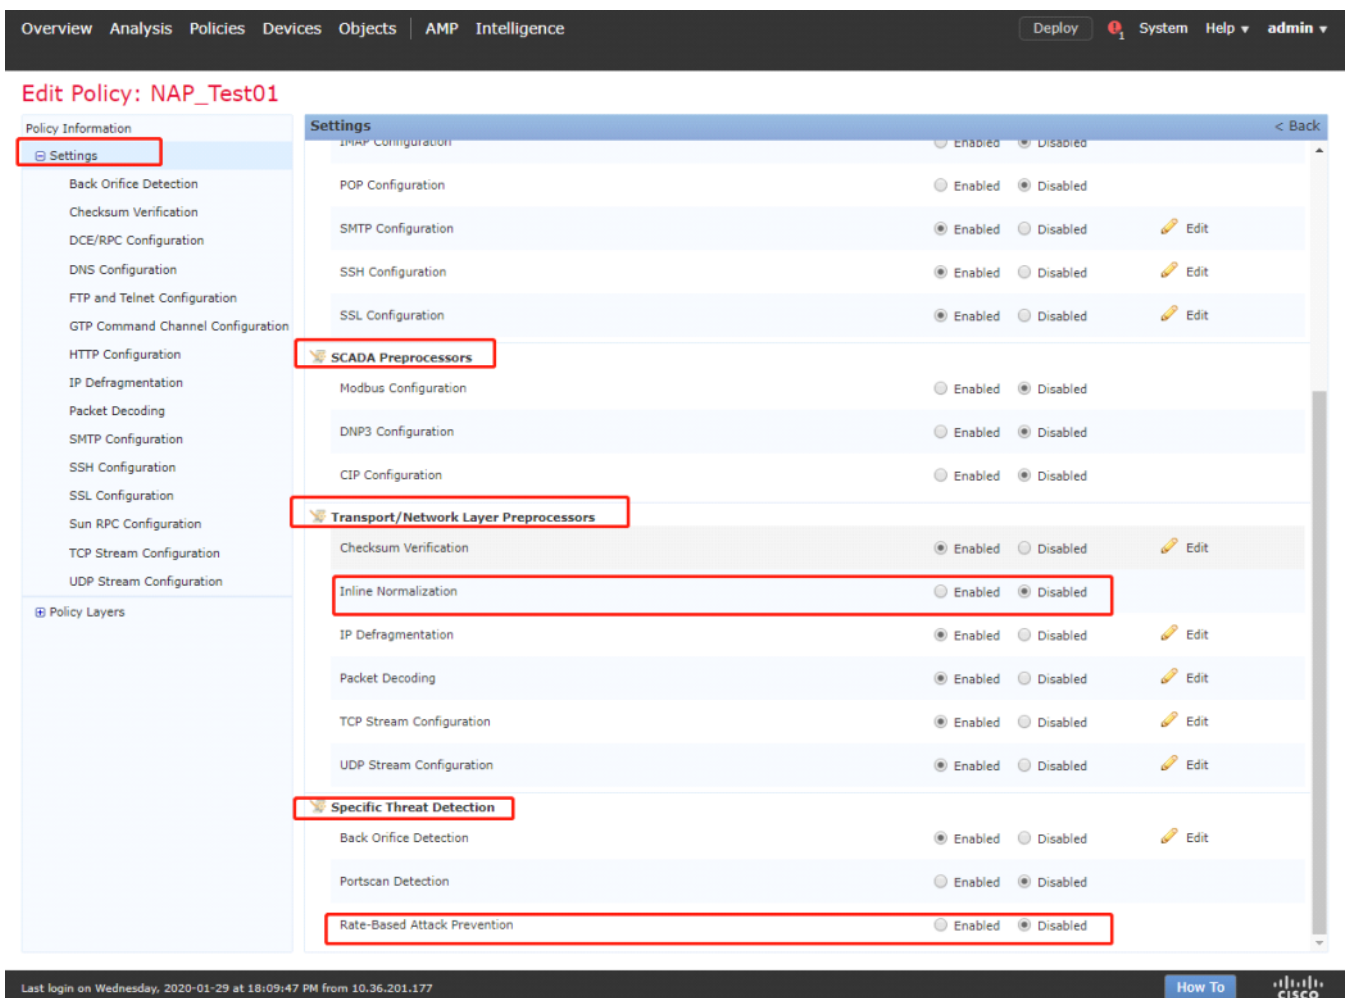 Overview Analysis Policies Devices Objects AMP Intelligence Deploy 1 System Help admin
Edit Policy: NAP_Test01
Policy Information
Settings
Back Orifice Detection
Checksum Verification
DCE/RPC Configuration
DNS Configuration
FTP and Telnet Configuration
GTP Command Channel Configuration
HTTP Configuration
IP Defragmentation
Packet Decoding
SMTP Configuration
SSH Configuration
SSL Configuration
Sun RPC Configuration
TCP Stream Configuration
UDP Stream Configuration
Policy Layers
Settings < Back
IMAP Configuration Enabled Disabled
POP Configuration Enabled Disabled
SMTP Configuration Enabled Disabled Edit
SSH Configuration Enabled Disabled Edit
SSL Configuration Enabled Disabled Edit
SCADA Preprocessors
Modbus Configuration Enabled Disabled
DNP3 Configuration Enabled Disabled
CIP Configuration Enabled Disabled
Transport/Network Layer Preprocessors
Checksum Verification Enabled Disabled Edit
Inline Normalization Enabled Disabled
IP Defragmentation Enabled Disabled Edit
Packet Decoding Enabled Disabled Edit
TCP Stream Configuration Enabled Disabled Edit
UDP Stream Configuration Enabled Disabled Edit
Specific Threat Detection
Back Orifice Detection Enabled Disabled Edit
Portscan Detection Enabled Disabled
Rate-Based Attack Prevention Enabled Disabled
Last login on Wednesday, 2020-01-29 at 18:09:47 PM from 10.36.201.177 How To
CISCO